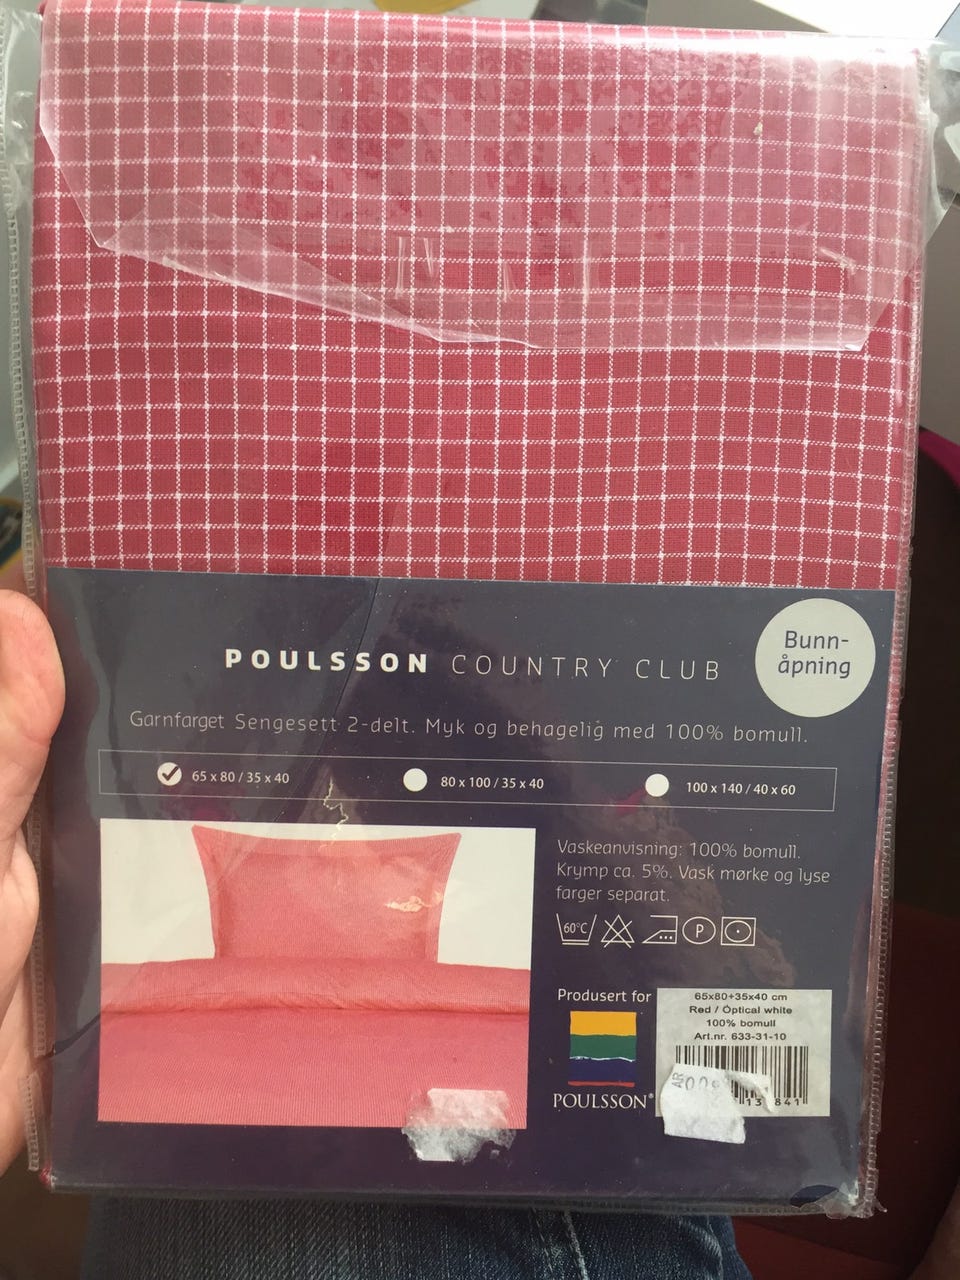 Bunn-
åpning
POULSSON COUNTRY CLUB
Garnfarget Sengesett 2-delt. Myk og behagelig med 100% bomull.
65 x 80 / 35 x 40
80 x 100 / 35 x 40
100 x 140 / 40 x 60
Vaskeanvisning: 100% bomull.
Krymp ca. 5%. Vask mørke og lyse
farger separat.
60°C P
Produsert for
POULSSON®
65x80+35x40 cm
Red / Optical white
100% bomull
Art.nr. 633-31-10